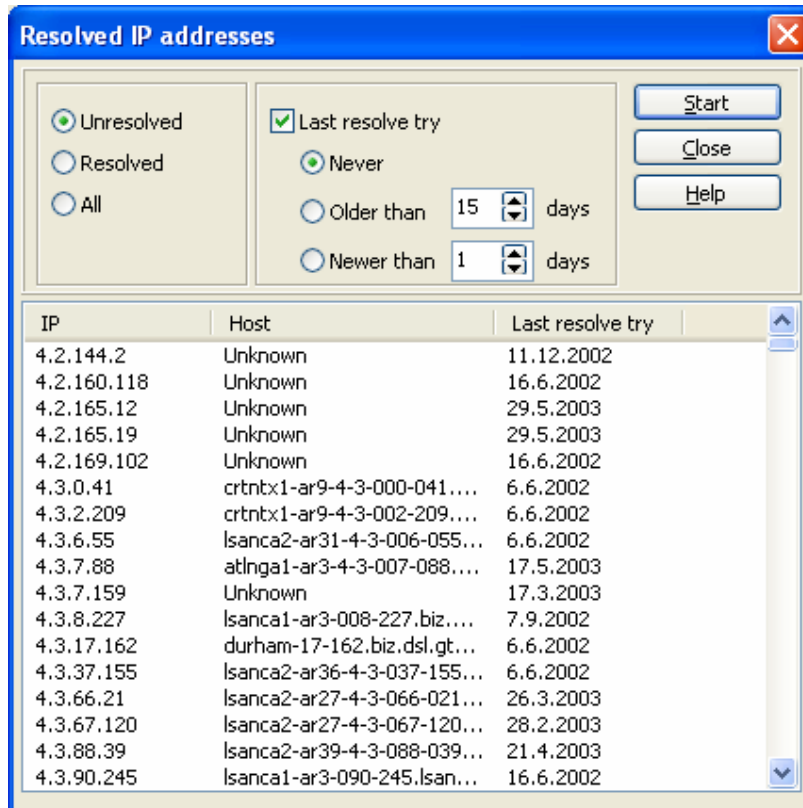 Resolved IP addresses
Unresolved
Resolved
All
Last resolve try
Never
Older than 15 days
Newer than 1 days
Start
Close
Help
IP Host Last resolve try
4.2.144.2 Unknown 11.12.2002
4.2.160.118 Unknown 16.6.2002
4.2.165.12 Unknown 29.5.2003
4.2.165.19 Unknown 29.5.2003
4.2.169.102 Unknown 16.6.2002
4.3.0.41 crtntx1-ar9-4-3-000-041.... 6.6.2002
4.3.2.209 crtntx1-ar9-4-3-002-209.... 6.6.2002
4.3.6.55 lsanca2-ar31-4-3-006-055... 6.6.2002
4.3.7.88 atlnga1-ar3-4-3-007-088.... 17.5.2003
4.3.7.159 Unknown 17.3.2003
4.3.8.227 lsanca1-ar3-008-227.biz.... 7.9.2002
4.3.17.162 durham-17-162.biz.dsl.gt... 6.6.2002
4.3.37.155 lsanca2-ar36-4-3-037-155... 6.6.2002
4.3.66.21 lsanca2-ar27-4-3-066-021... 26.3.2003
4.3.67.120 lsanca2-ar27-4-3-067-120... 28.2.2003
4.3.88.39 lsanca2-ar39-4-3-088-039... 21.4.2003
4.3.90.245 lsanca1-ar3-090-245.lsan... 16.6.2002